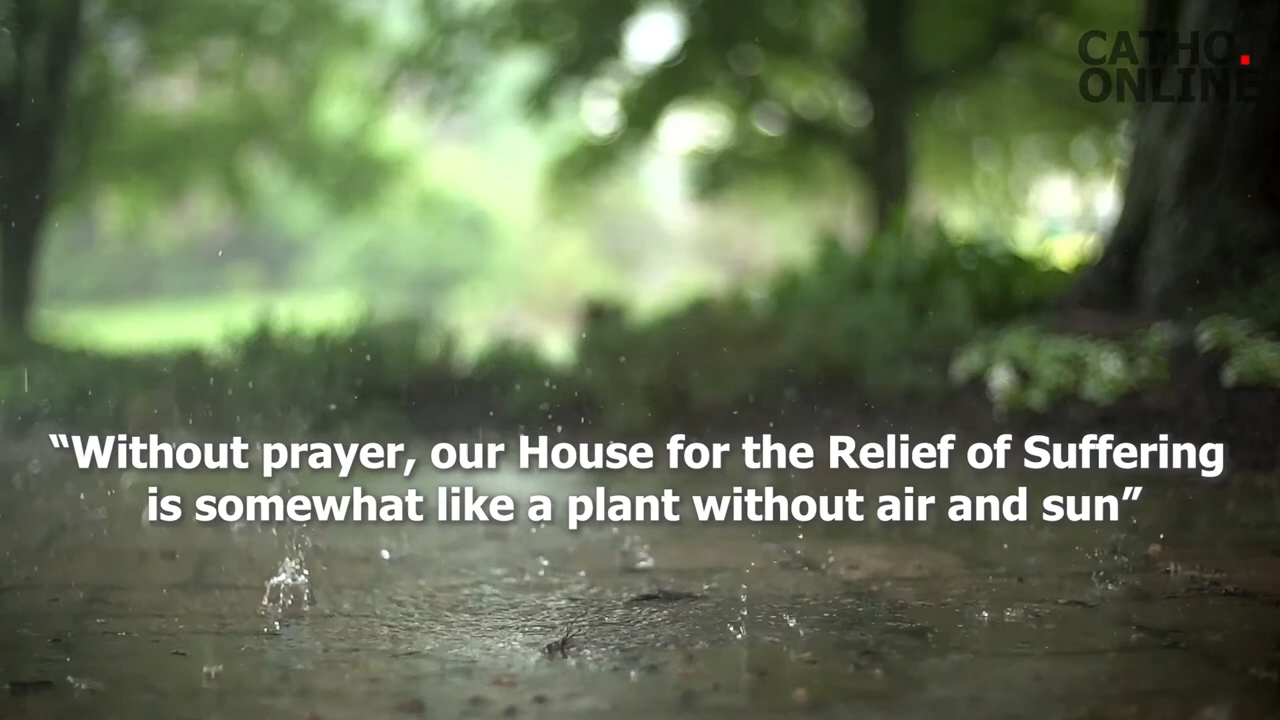 CATHO.
ONLINE
“Without prayer, our House for the Relief of Suffering
is somewhat like a plant without air and sun”